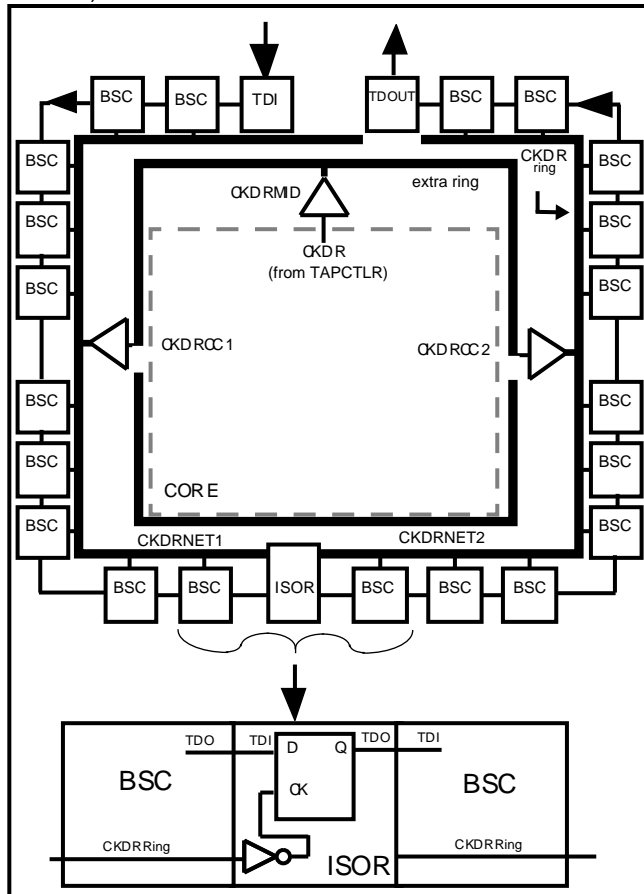 BSC BSC TDI TDOUT BSC BSC
BSC CKDR ring BSC
CKDRMID extra ring
BSC BSC
CKDR
(from TAPCTLR)
BSC BSC
CKDRCC1 CKDRCC2
BSC BSC
BSC BSC
CORE
BSC BSC
CKDRNET1 CKDRNET2
BSC BSC ISOR BSC BSC BSC
TDO TDI D Q TDO TDI
BSC BSC
CK
CKDRRing CKDRRing
ISOR